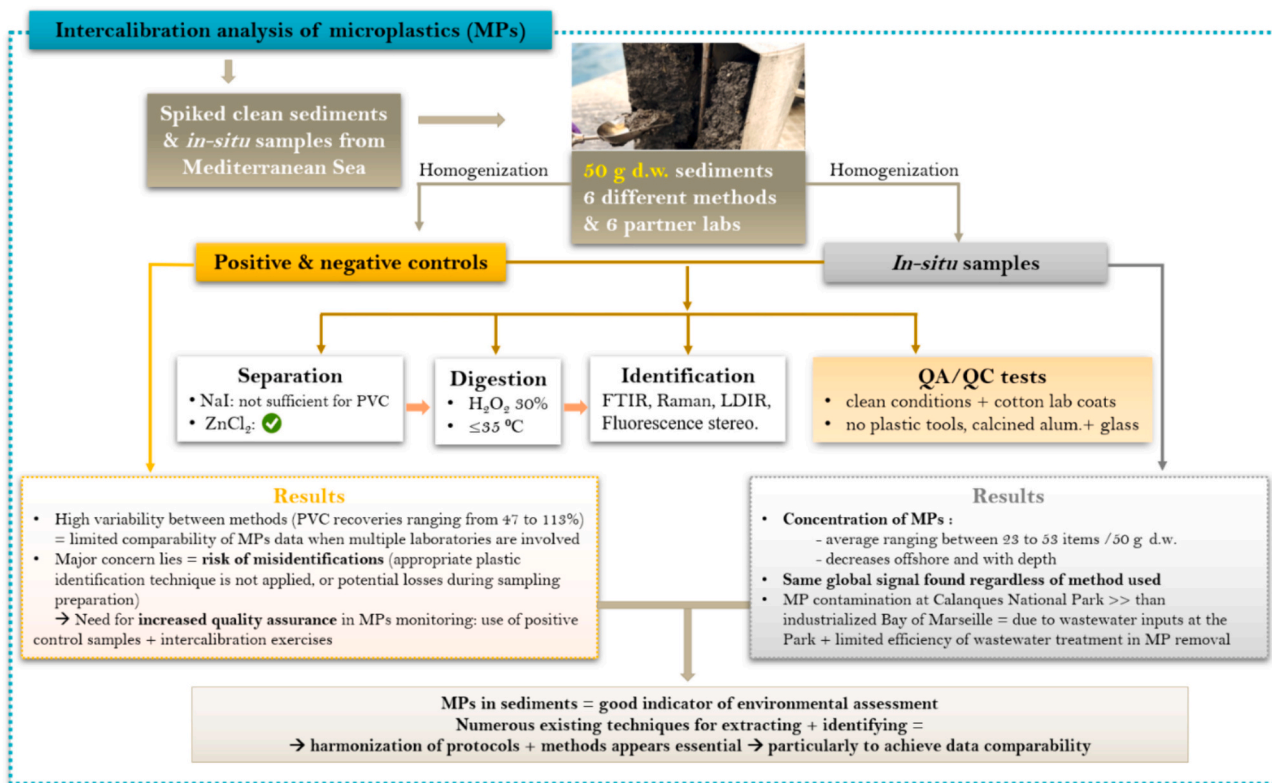 Intercalibration analysis of microplastics (MPs)
Spiked clean sediments
& in-situ samples from
Mediterranean Sea
Homogenization
50 g d.w. sediments
6 different methods
& 6 partner labs
Homogenization
Positive & negative controls
In-situ samples
Separation
• NaI: not sufficient for PVC
• ZnCl₂: ✅
Digestion
• H₂O₂ 30%
• ≤35 ⁰C
Identification
FTIR, Raman, LDIR,
Fluorescence stereo.
QA/QC tests
• clean conditions + cotton lab coats
• no plastic tools, calcined alum.+ glass
Results
• High variability between methods (PVC recoveries ranging from 47 to 113%)
= limited comparability of MPs data when multiple laboratories are involved
• Major concern lies = risk of misidentifications (appropriate plastic
identification technique is not applied, or potential losses during sampling
preparation)
→ Need for increased quality assurance in MPs monitoring: use of positive
control samples + intercalibration exercises
Results
• Concentration of MPs :
- average ranging between 23 to 53 items /50 g d.w.
- decreases offshore and with depth
• Same global signal found regardless of method used
• MP contamination at Calanques National Park >> than
industrialized Bay of Marseille = due to wastewater inputs at the
Park + limited efficiency of wastewater treatment in MP removal
MPs in sediments = good indicator of environmental assessment
Numerous existing techniques for extracting + identifying =
→ harmonization of protocols + methods appears essential → particularly to achieve data comparability